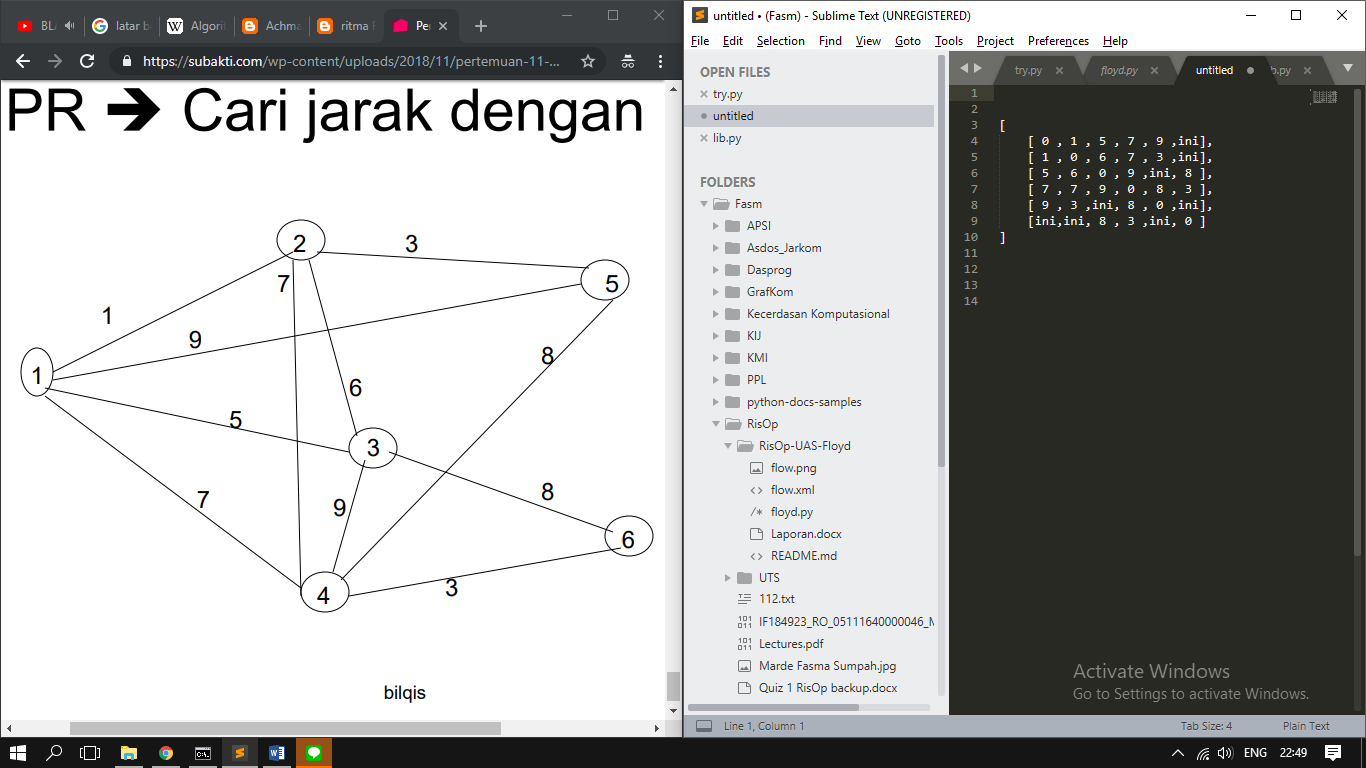 BL
latar b
Algorit
Achma
ritma F
Per
https://subakti.com/wp-content/uploads/2018/11/pertemuan-11-...
PR ➔ Cari jarak dengan
2
3
7
5
1
9
8
1
6
5
3
7
9
8
6
4
3
bilqis
untitled • (Fasm) - Sublime Text (UNREGISTERED)
File Edit Selection Find View Goto Tools Project Preferences Help
OPEN FILES
try.py
untitled
lib.py
FOLDERS
Fasm
APSI
Asdos_Jarkom
Dasprog
GrafKom
Kecerdasan Komputasional
KIJ
KMI
PPL
python-docs-samples
RisOp
RisOp-UAS-Floyd
flow.png
flow.xml
floyd.py
Laporan.docx
README.md
UTS
112.txt
IF184923_RO_05111640000046_M
Lectures.pdf
Marde Fasma Sumpah.jpg
Quiz 1 RisOp backup.docx
try.py floyd.py untitled b.py
1
2
3 [
4 [ 0 , 1 , 5 , 7 , 9 ,ini],
5 [ 1 , 0 , 6 , 7 , 3 ,ini],
6 [ 5 , 6 , 0 , 9 ,ini, 8 ],
7 [ 7 , 7 , 9 , 0 , 8 , 3 ],
8 [ 9 , 3 ,ini, 8 , 0 ,ini],
9 [ini,ini, 8 , 3 ,ini, 0 ]
10 ]
11
12
13
14
Activate Windows
Go to Settings to activate Windows.
Line 1, Column 1
Tab Size: 4
Plain Text
ENG 22:49